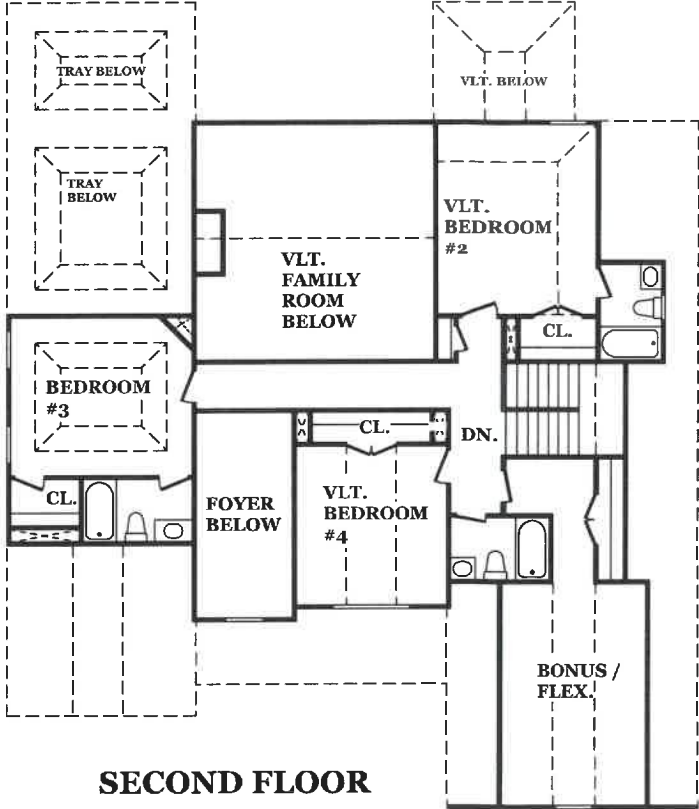 TRAY BELOW
VLT. BELOW
TRAY
BELOW
VLT.
BEDROOM
#2
VLT.
FAMILY
ROOM
BELOW
CL.
BEDROOM
#3
CL.
DN.
CL.
FOYER
BELOW
VLT.
BEDROOM
#4
BONUS /
FLEX.
SECOND FLOOR